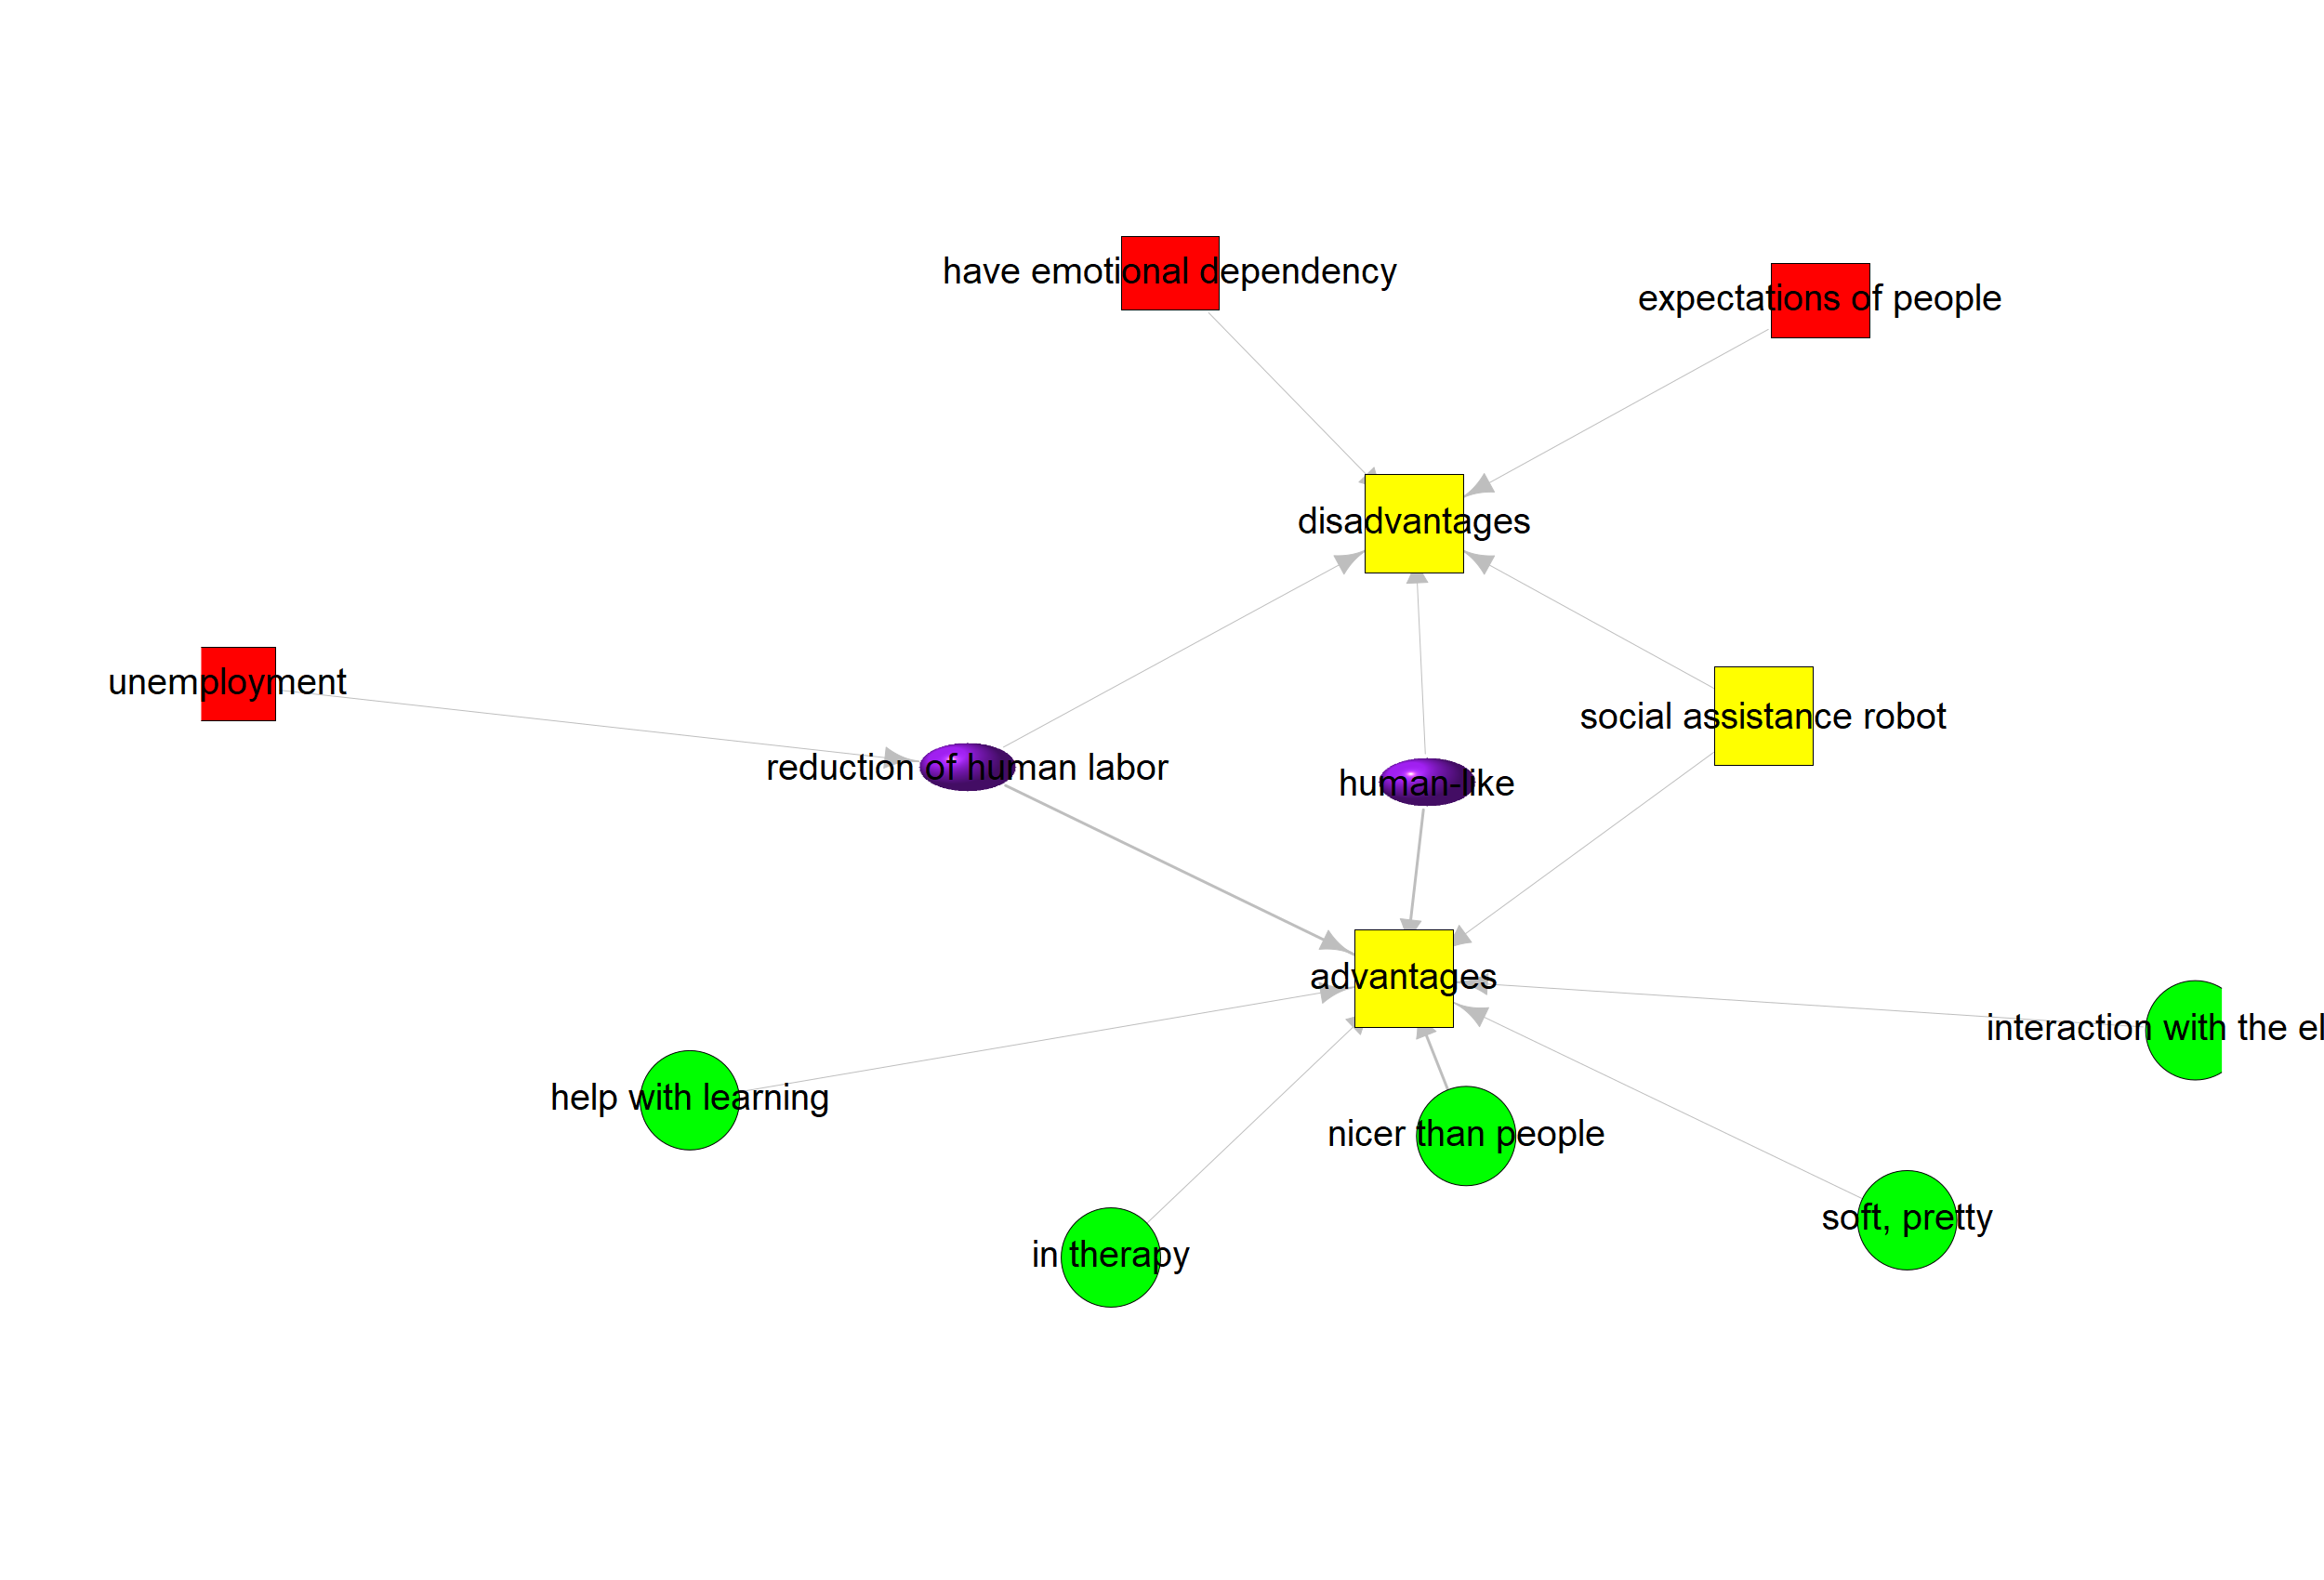 have emotional dependency
expectations of people
disadvantages
unemployment
social assistance robot
reduction of human labor
human-like
advantages
interaction with the
help with learning
nicer than people
soft, pretty
in therapy